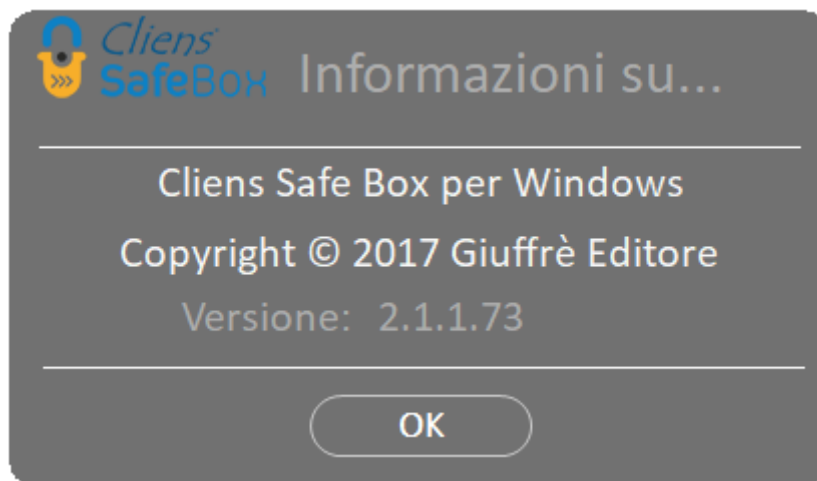 Cliens
SafeBox
Informazioni su...
Cliens Safe Box per Windows
Copyright © 2017 Giuffrè Editore
Versione: 2.1.1.73
OK